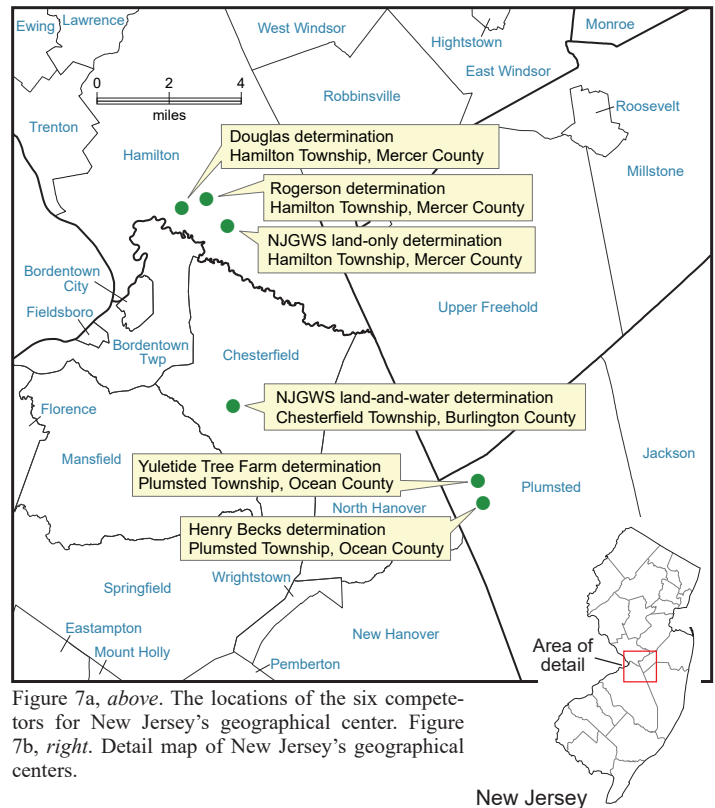 Ewing
Lawrence
West Windsor
Hightstown
Monroe
East Windsor
0 2 4
miles
Robbinsville
Roosevelt
Trenton
Hamilton
Millstone
Douglas determination
Hamilton Township, Mercer County
Rogerson determination
Hamilton Township, Mercer County
NJGWS land-only determination
Hamilton Township, Mercer County
Bordentown
City
Fieldsboro
Upper Freehold
Bordentown
Twp
Chesterfield
NJGWS land-and-water determination
Chesterfield Township, Burlington County
Florence
Mansfield
Jackson
Yuletide Tree Farm determination
Plumsted Township, Ocean County
Plumsted
North Hanover
Henry Becks determination
Plumsted Township, Ocean County
Wrightstown
Springfield
Eastampton
Mount Holly
New Hanover
Pemberton
Area of
detail
Figure 7a, above. The locations of the six compete-
tors for New Jersey's geographical center. Figure
7b, right. Detail map of New Jersey's geographical
centers.
New Jersey